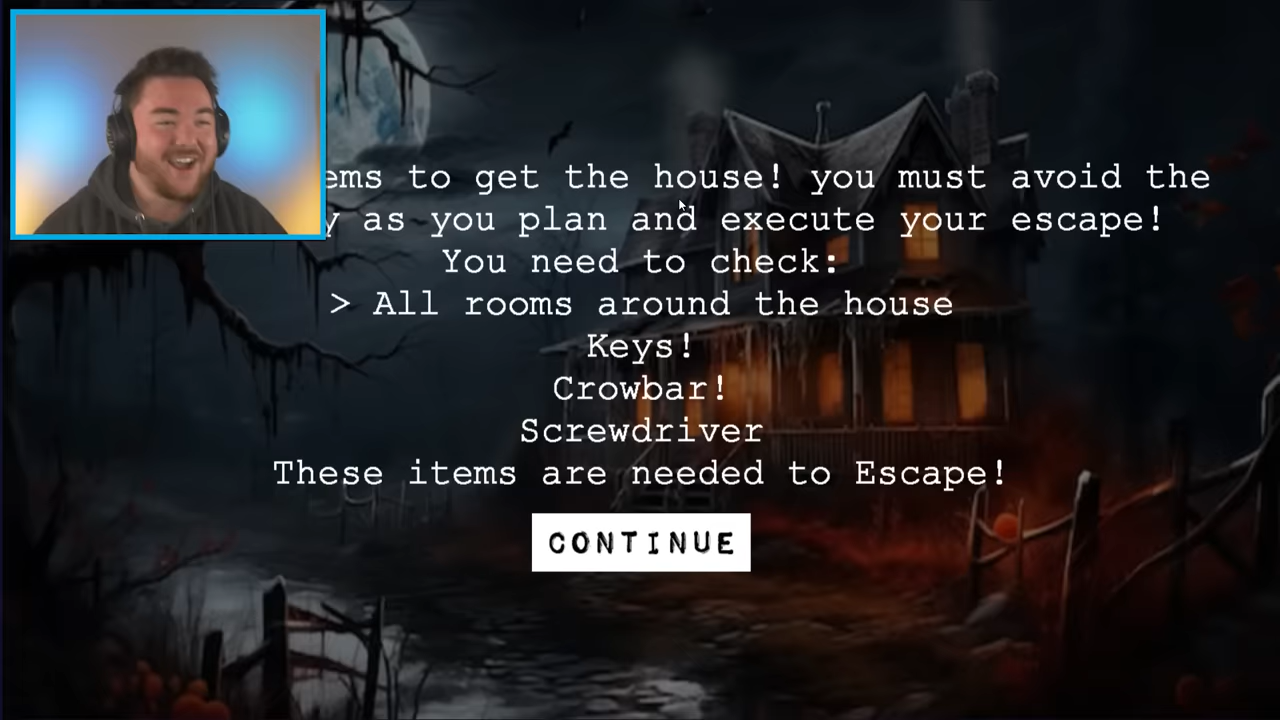 to get the house! you must avoid the
as you plan and execute your escape!
You need to check:
> All rooms around the house
Keys!
Crowbar!
Screwdriver
These items are needed to Escape!
CONTINUE